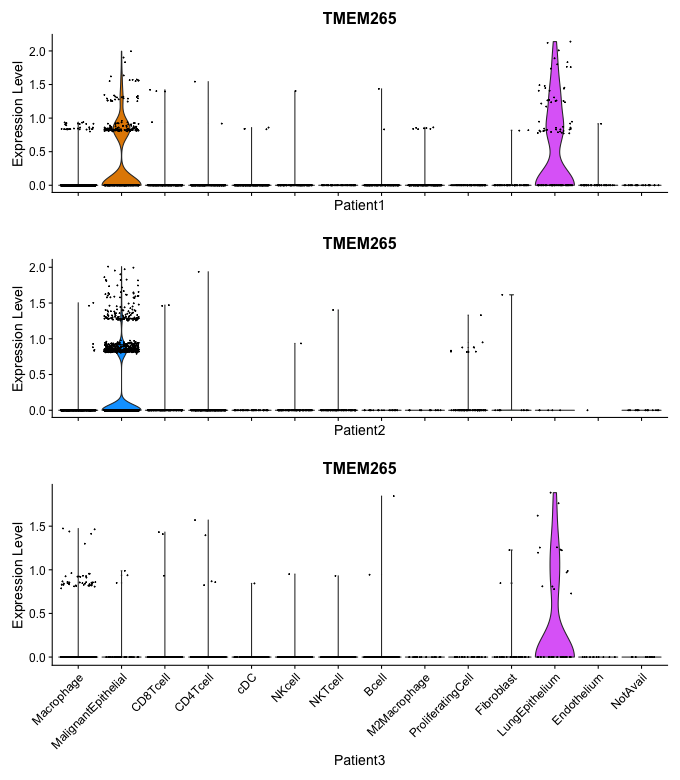 TMEM265
Expression Level
2.0
1.5
1.0
0.5
0.0
Patient1
TMEM265
Expression Level
2.0
1.5
1.0
0.5
0.0
Patient2
TMEM265
Expression Level
1.5
1.0
0.5
0.0
Macrophage
MalignantEpithelial
CD8Tcell
CD4Tcell
cDC
NKcell
NKTcell
Bcell
M2Macrophage
ProliferatingCell
Fibroblast
LungEpithelium
Endothelium
NotAvail
Patient3